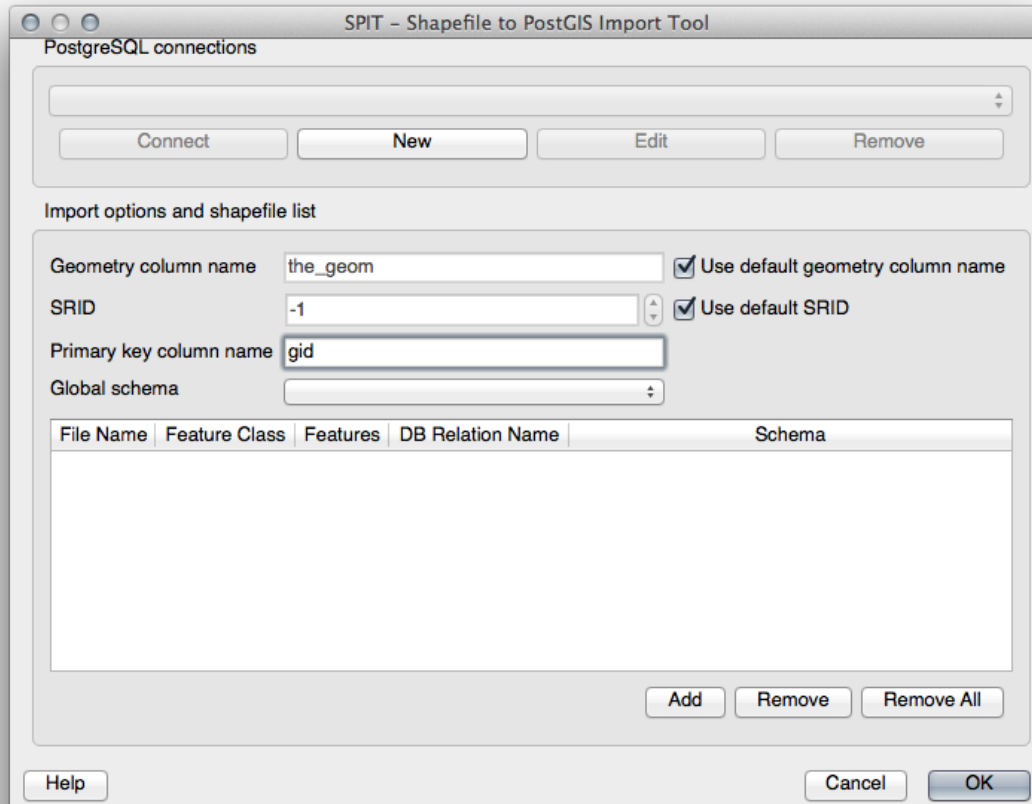 SPIT - Shapefile to PostGIS Import Tool
PostgreSQL connections
Connect New Edit Remove
Import options and shapefile list
Geometry column name the_geom Use default geometry column name
SRID -1 Use default SRID
Primary key column name gid
Global schema
File Name Feature Class Features DB Relation Name Schema
Add Remove Remove All
Help Cancel OK